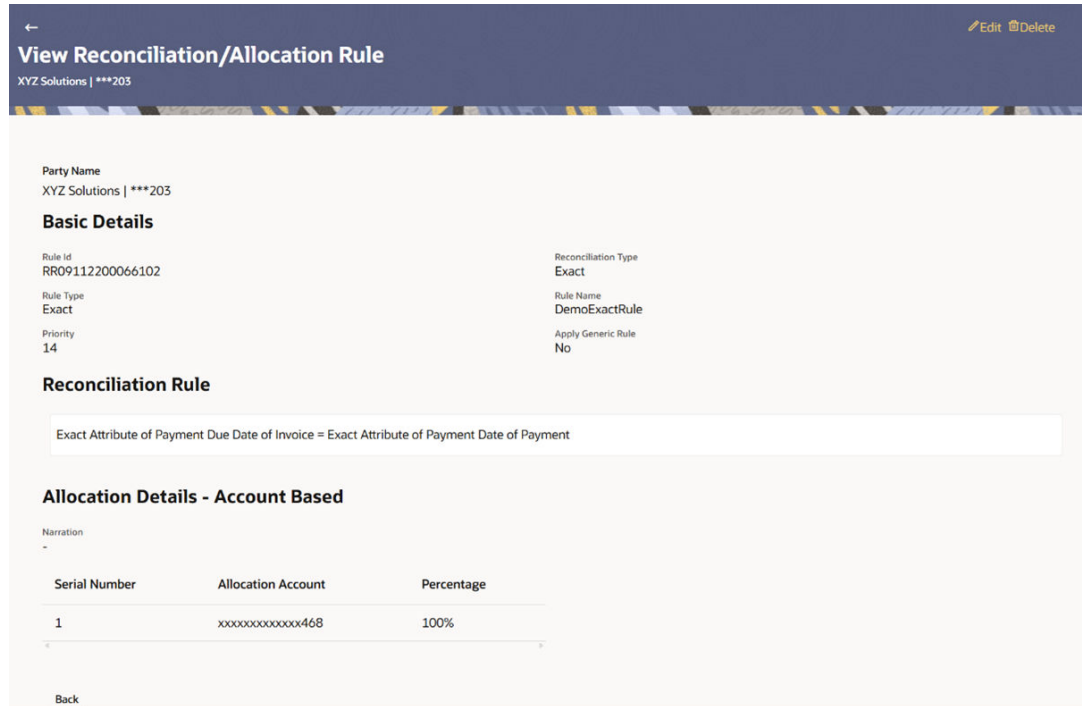 ←
Edit Delete
View Reconciliation/Allocation Rule
XYZ Solutions | ***203
Party Name
XYZ Solutions | ***203
Basic Details
Rule Id Reconciliation Type
RR09112200066102 Exact
Rule Type Rule Name
Exact DemoExactRule
Priority Apply Generic Rule
14 No
Reconciliation Rule
Exact Attribute of Payment Due Date of Invoice = Exact Attribute of Payment Date of Payment
Allocation Details - Account Based
Narration
-
Serial Number Allocation Account Percentage
1 xxxxxxxxxxxxx468 100%
Back